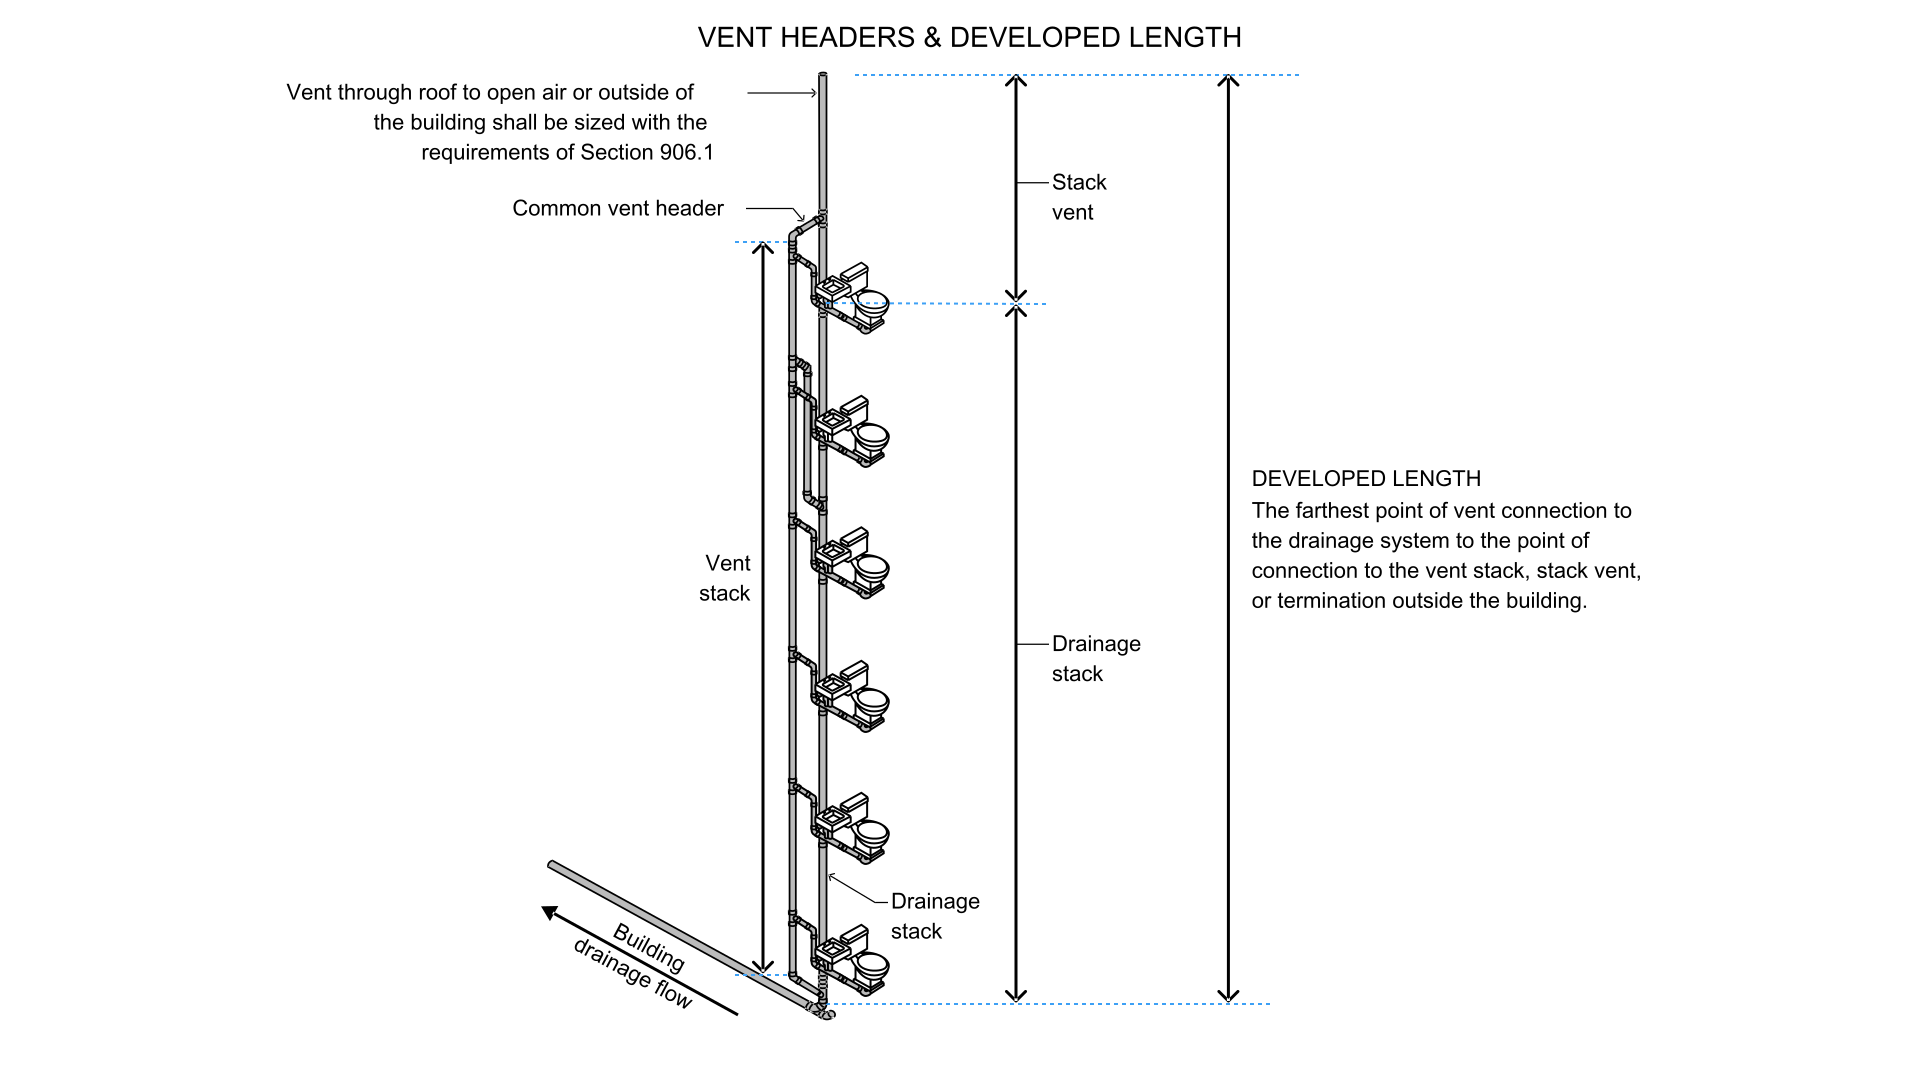 VENT HEADERS & DEVELOPED LENGTH
Vent through roof to open air or outside of
the building shall be sized with the
requirements of Section 906.1
Common vent header
Stack
vent
DEVELOPED LENGTH
The farthest point of vent connection to
the drainage system to the point of
connection to the vent stack, stack vent,
or termination outside the building.
Vent
stack
Drainage
stack
Drainage
stack
Building
drainage flow